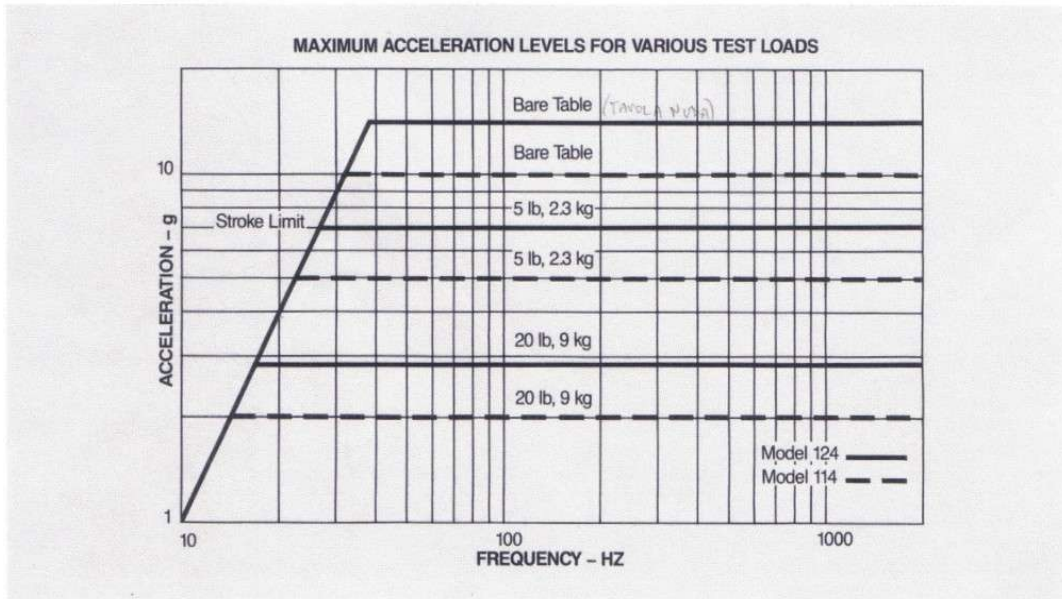 MAXIMUM ACCELERATION LEVELS FOR VARIOUS TEST LOADS
Bare Table (TAVOLA NUDA)
Bare Table
10
5 lb, 2.3 kg
Stroke Limit
5 lb, 2.3 kg
ACCELERATION – g
20 lb, 9 kg
20 lb, 9 kg
Model 124
Model 114
1
10
100
1000
FREQUENCY – HZ